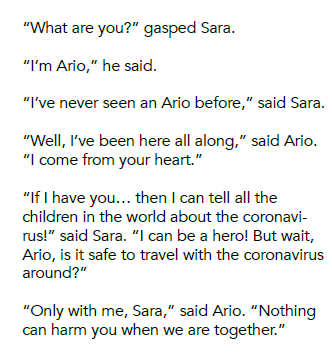 “What are you?” gasped Sara.
“I’m Ario,” he said.
“I’ve never seen an Ario before,” said Sara.
“Well, I’ve been here all along,” said Ario.
“I come from your heart.”
“If I have you… then I can tell all the
children in the world about the coronavi-
rus!” said Sara. “I can be a hero! But wait,
Ario, is it safe to travel with the coronavirus
around?”
“Only with me, Sara,” said Ario. “Nothing
can harm you when we are together.”